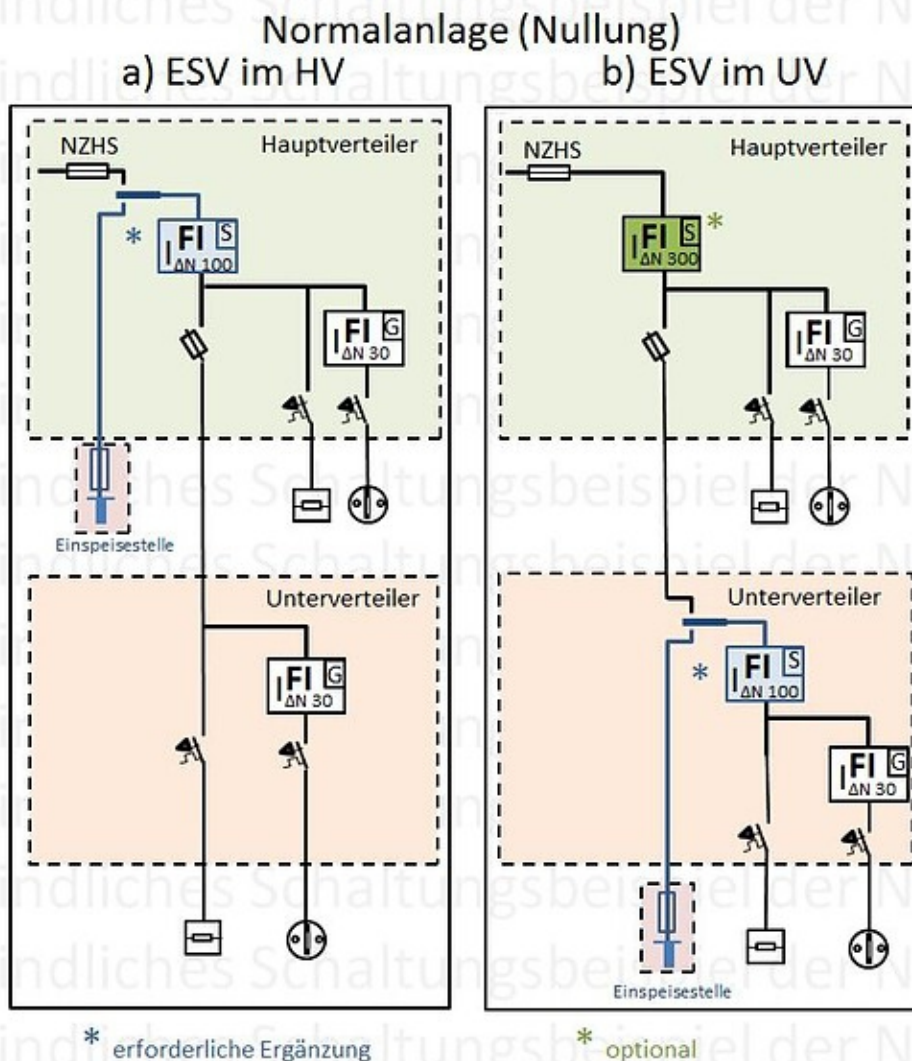 Normalanlage (Nullung)
a) ESV im HV
b) ESV im UV
NZHS
Hauptverteiler
*
FI S
ΔN 100
FI G
ΔN 30
Einspeisestelle
Unterverteiler
FI G
ΔN 30
NZHS
Hauptverteiler
FI S
ΔN 300
*
FI G
ΔN 30
Unterverteiler
*
FI S
ΔN 100
FI G
ΔN 30
Einspeisestelle
* erforderliche Ergänzung
* optional